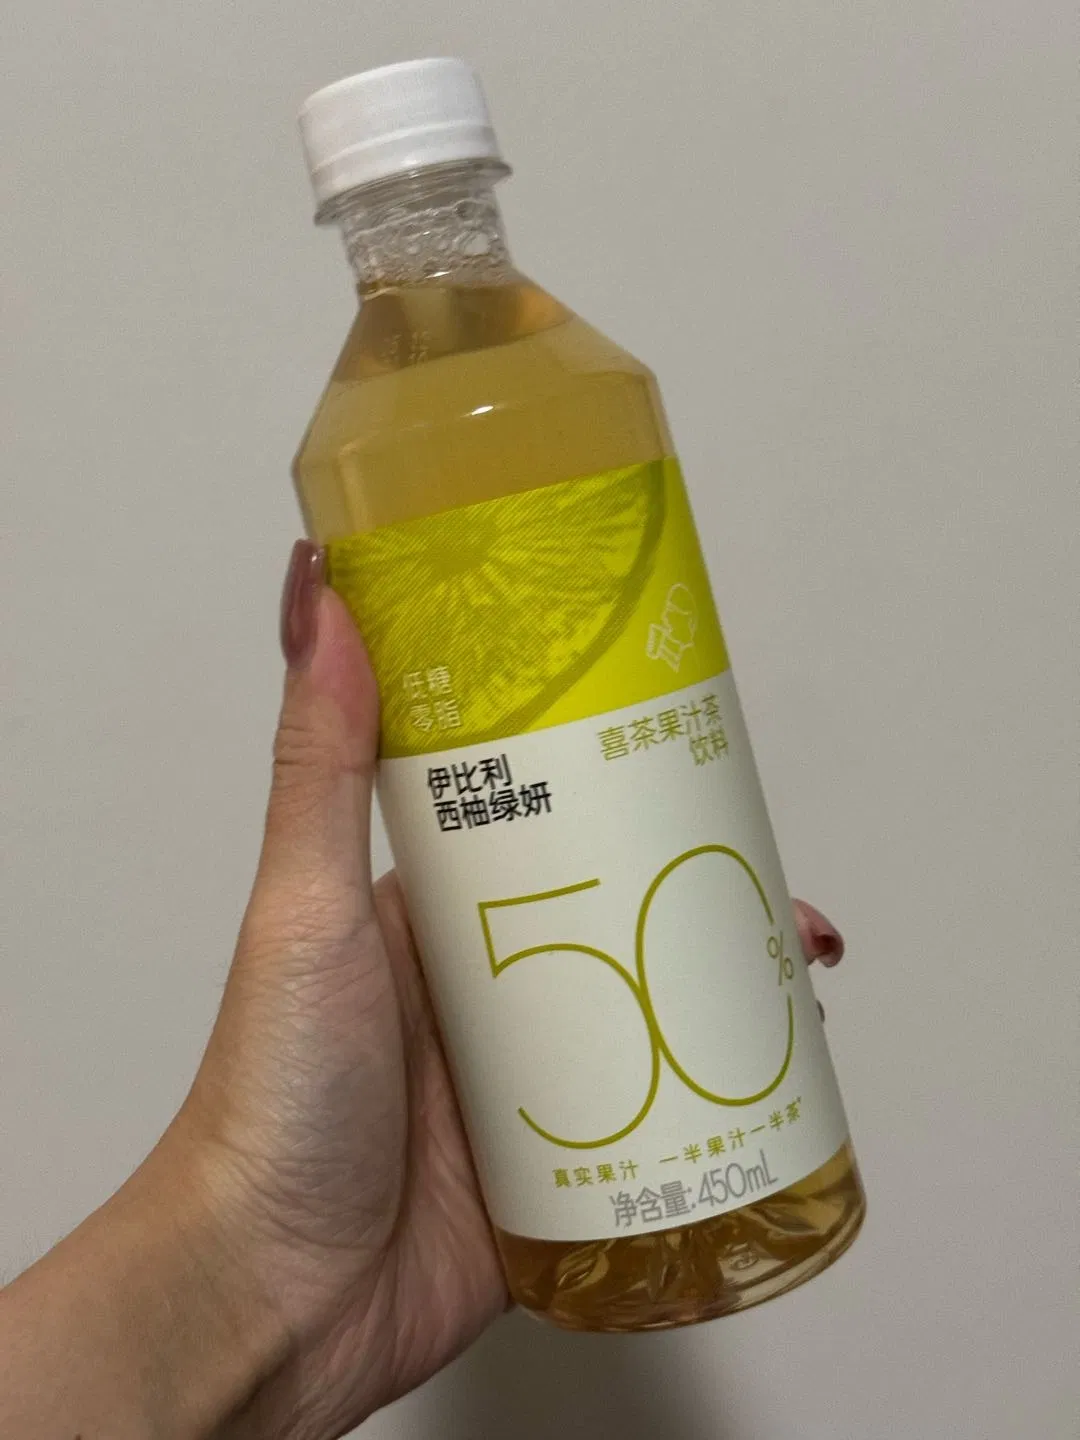 低糖
零脂
喜茶果汁茶
饮料
伊比利
西柚绿妍
50%
真实果汁 一半果汁一半茶*
净含量:450mL